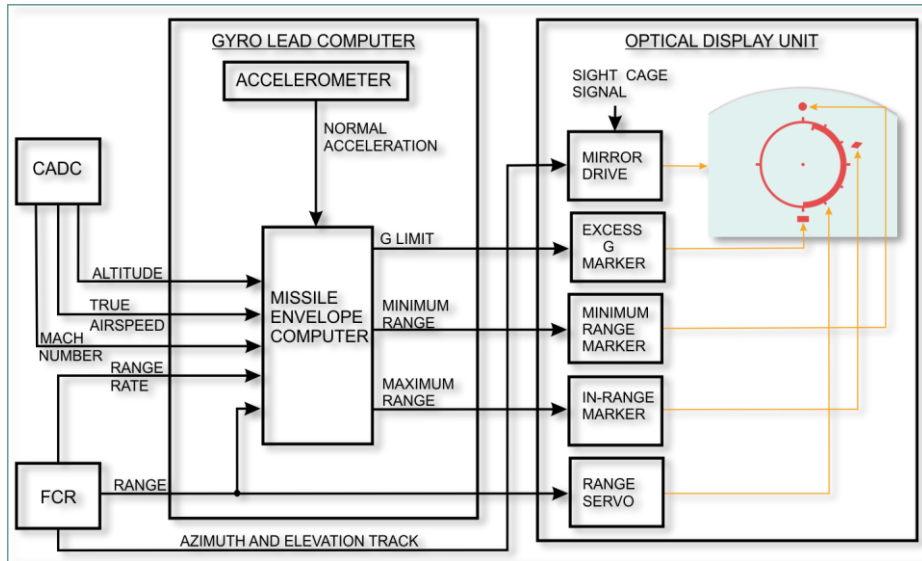 GYRO LEAD COMPUTER
ACCELEROMETER
NORMAL
ACCELERATION
CADC
ALTITUDE
TRUE
AIRSPEED
MACH
NUMBER
RANGE
RATE
FCR
RANGE
AZIMUTH AND ELEVATION TRACK
MISSILE
ENVELOPE
COMPUTER
G LIMIT
MINIMUM
RANGE
MAXIMUM
RANGE
OPTICAL DISPLAY UNIT
SIGHT CAGE
SIGNAL
MIRROR
DRIVE
EXCESS
G
MARKER
MINIMUM
RANGE
MARKER
IN-RANGE
MARKER
RANGE
SERVO